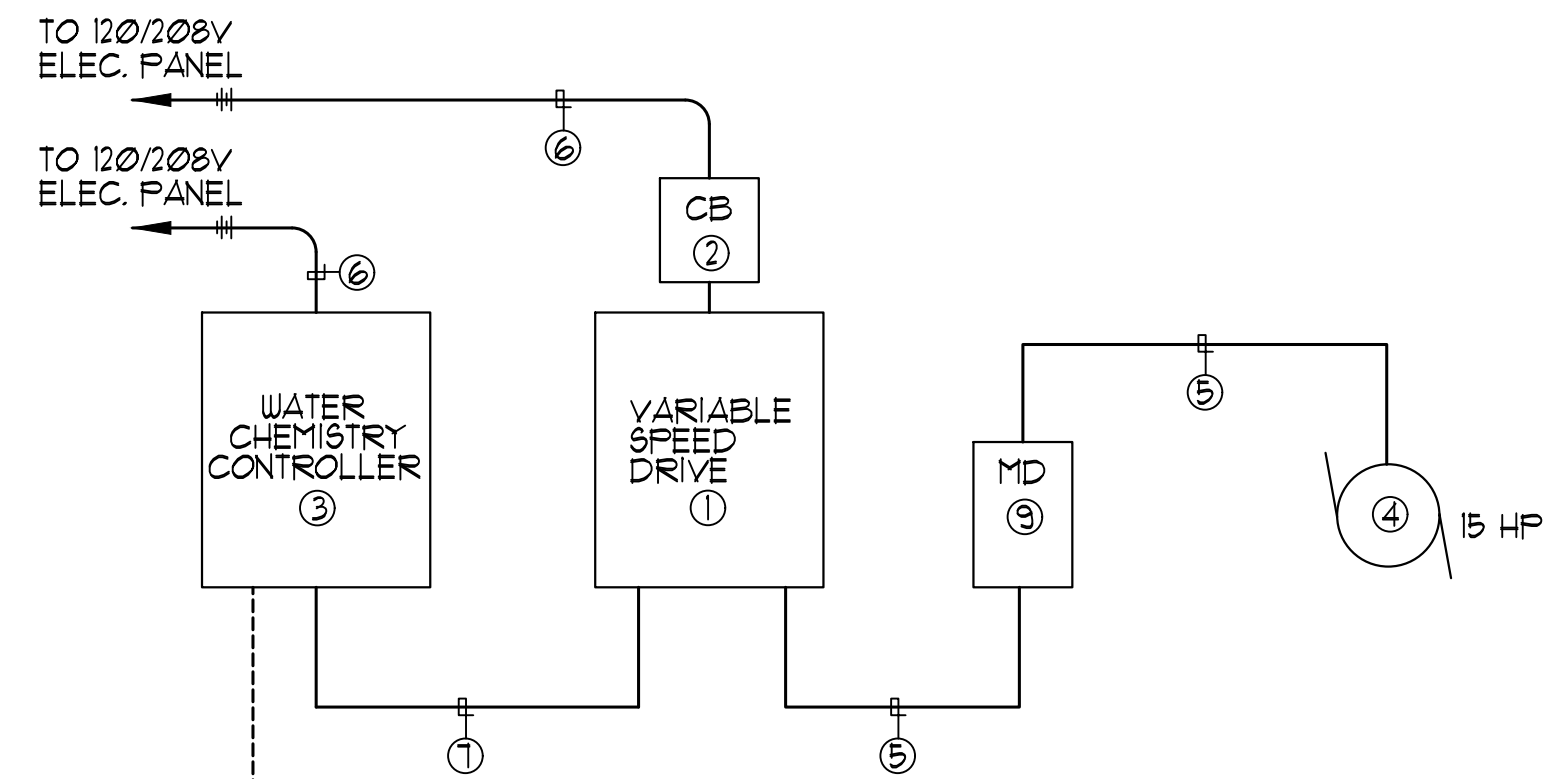 TO 120/208V
ELEC. PANEL
6
TO 120/208V
ELEC. PANEL
6
CB
2
WATER
CHEMISTRY
CONTROLLER
3
VARIABLE
SPEED
DRIVE
1
MD
9
5
4
15 HP
7
5